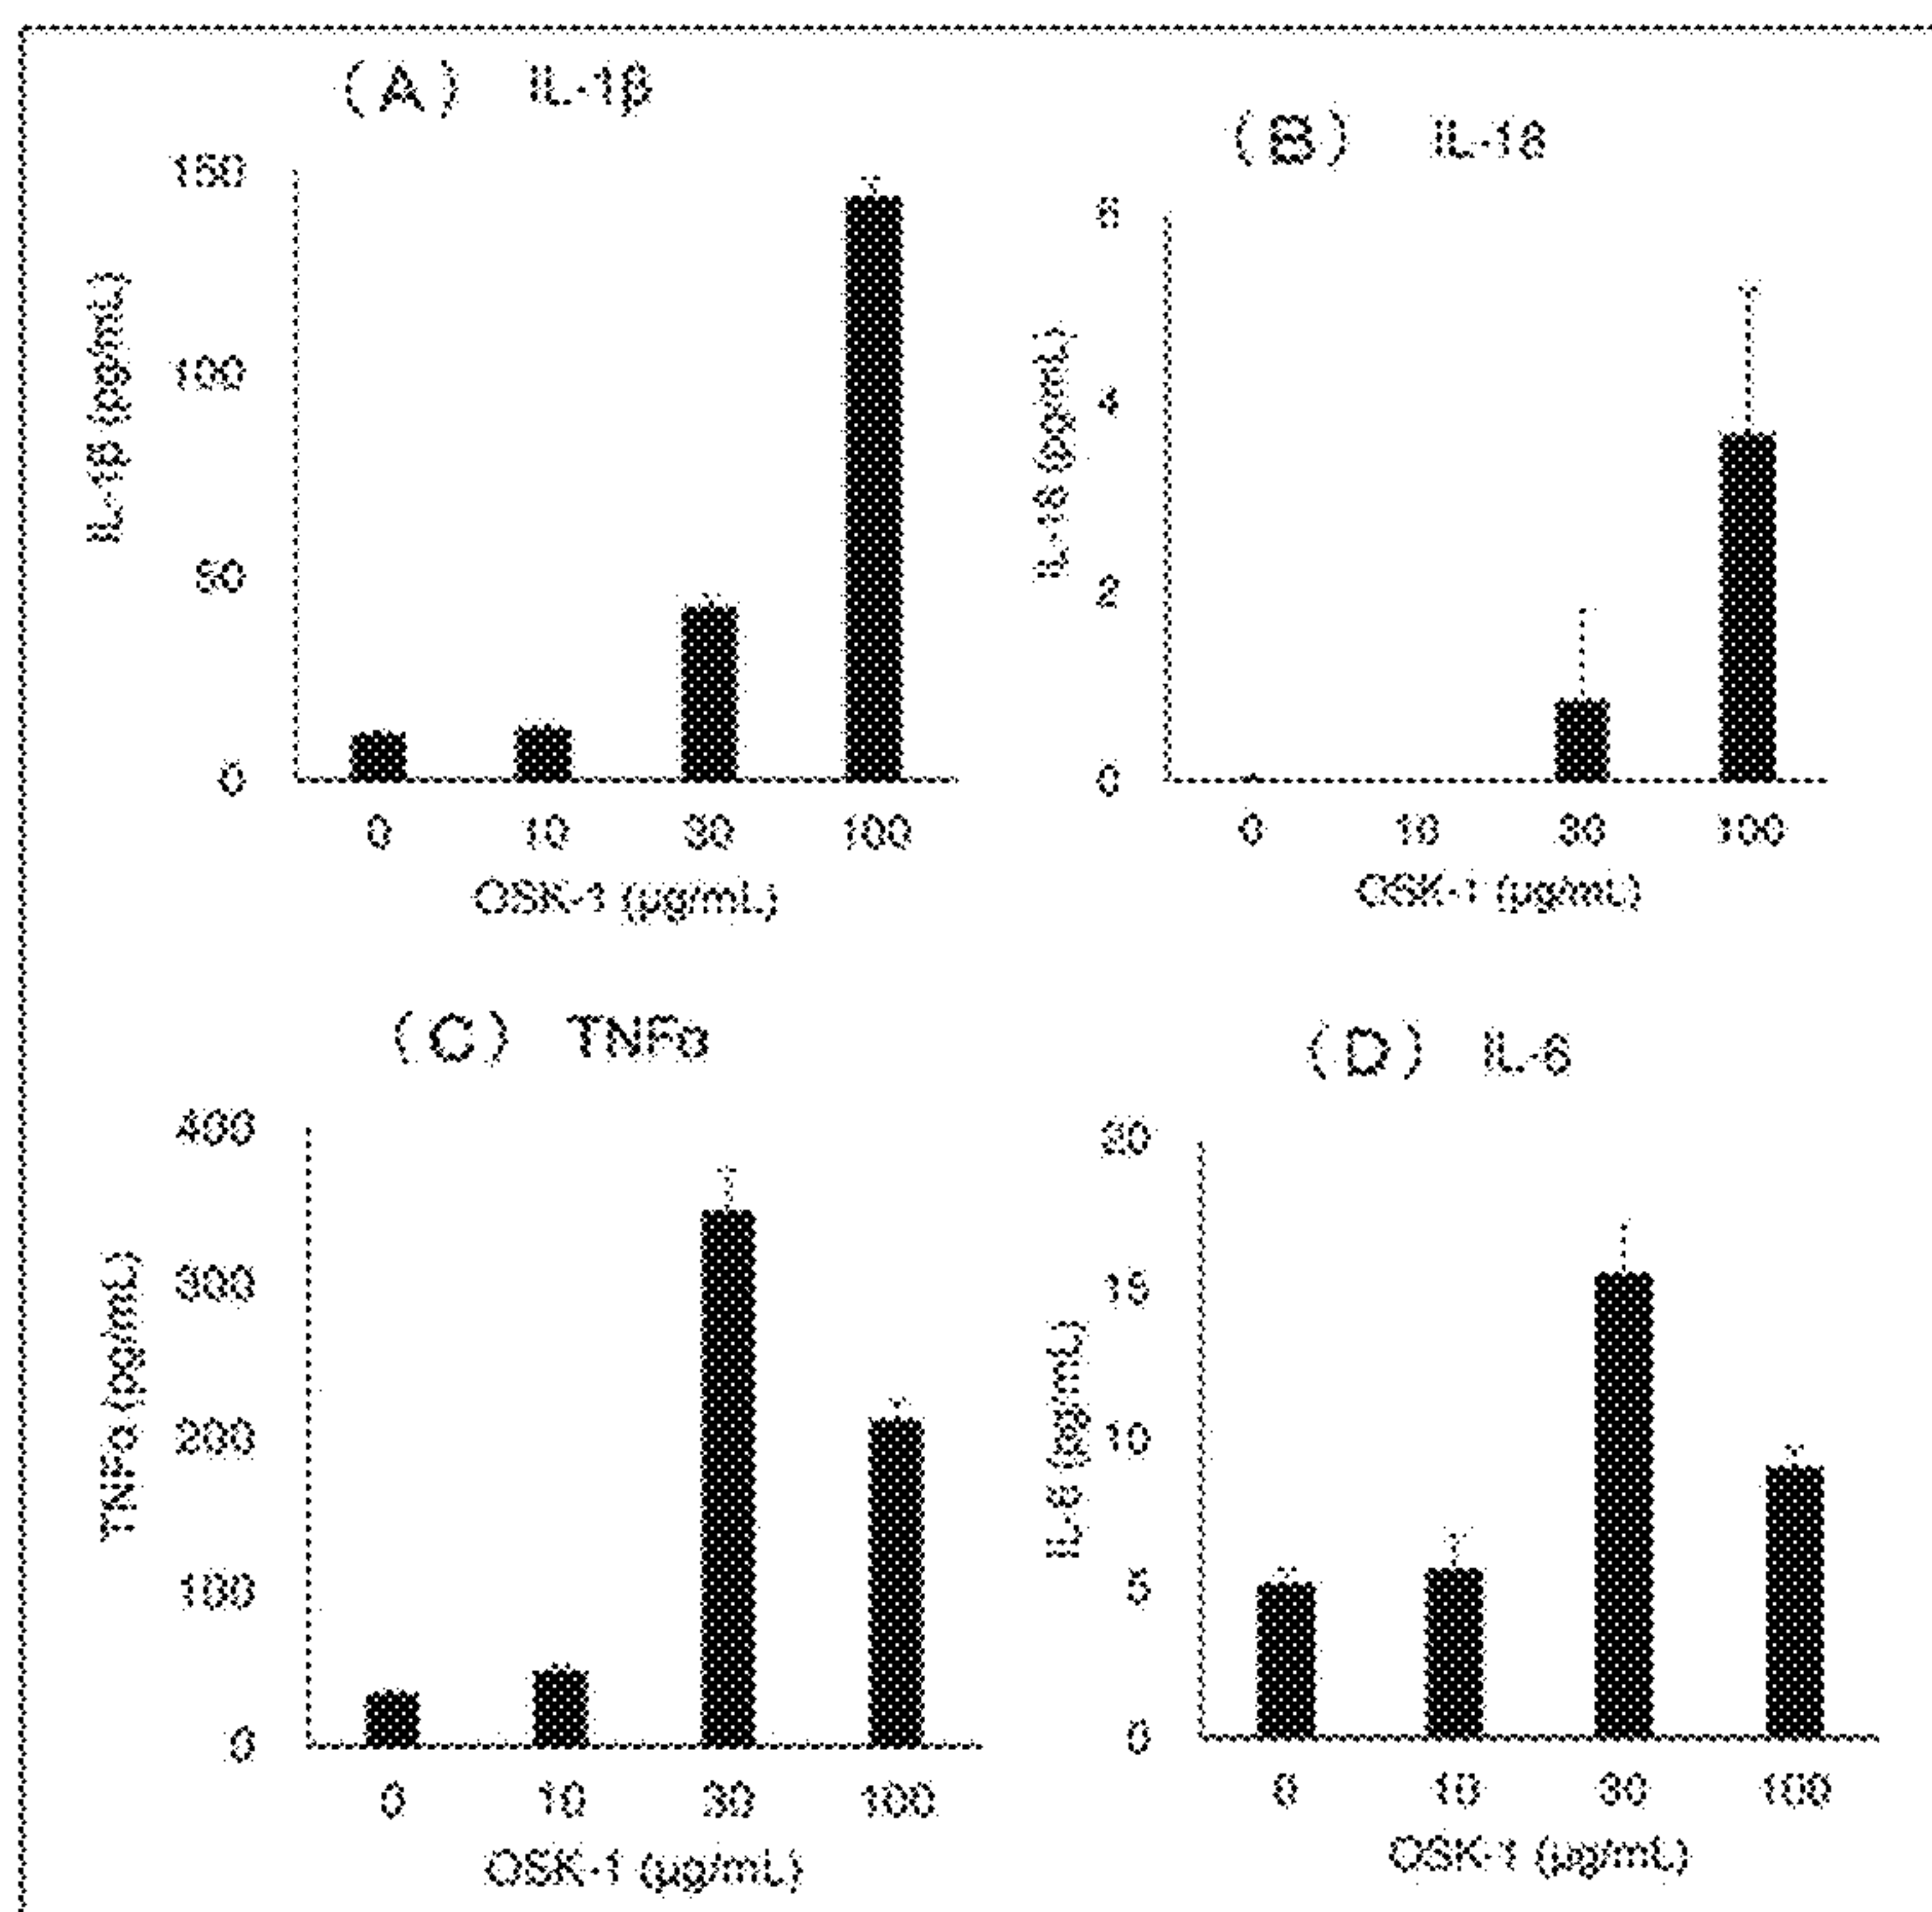 (A) IL-1β
150
100
50
0
IL-1β (pg/mL)
0 10 30 100
OSK-1 (μg/mL)
(B) IL-18
6
4
2
0
IL-18 (pg/mL)
0 10 30 100
OSK-1 (μg/mL)
(C) TNFα
400
300
200
100
0
TNFα (pg/mL)
0 10 30 100
OSK-1 (μg/mL)
(D) IL-6
20
15
10
5
0
IL-6 (pg/mL)
0 10 30 100
OSK-1 (μg/mL)